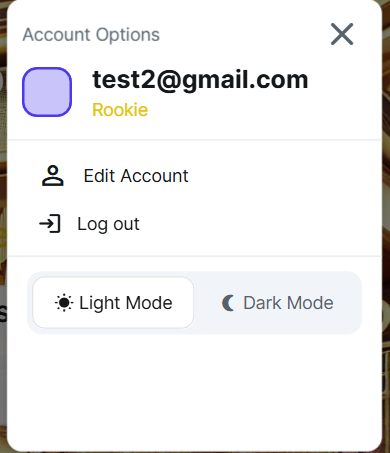 Account Options
test2@gmail.com
Rookie
Edit Account
Log out
Light Mode
Dark Mode